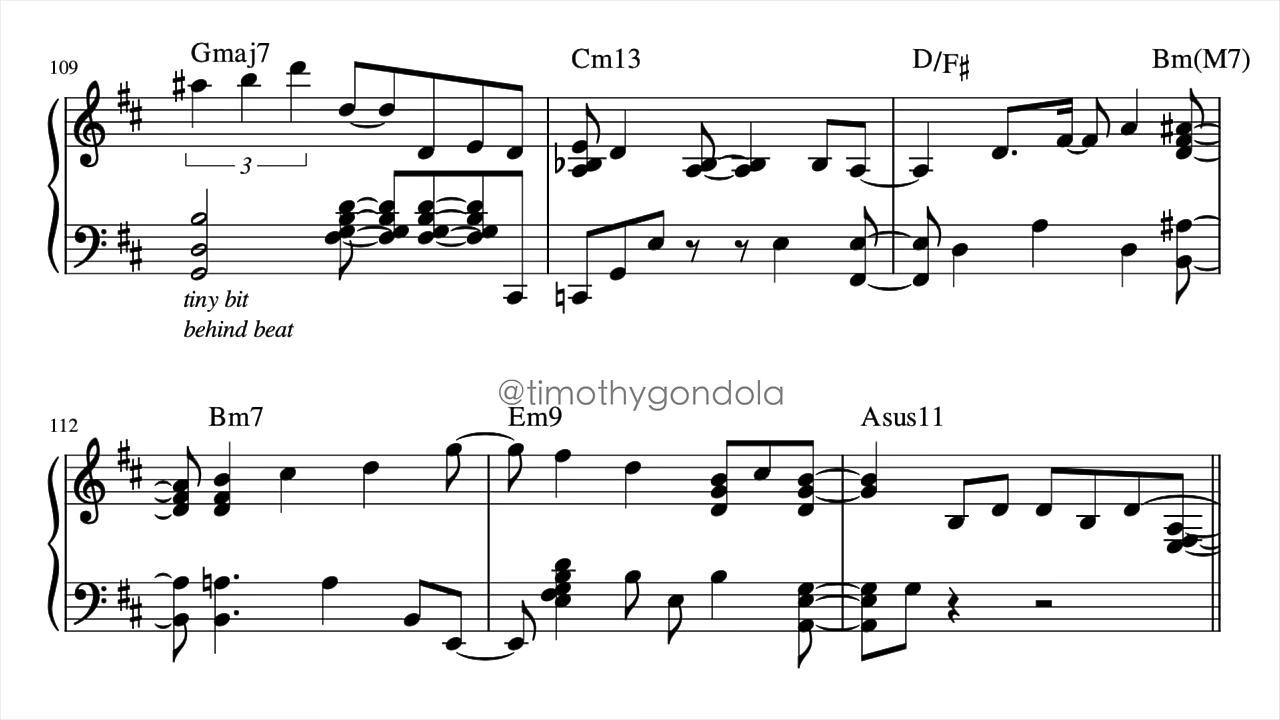 109
Gmaj7
Cm13
D/F♯
Bm(M7)
3
tiny bit
behind beat
@timothygondola
112
Bm7
Em9
Asus11